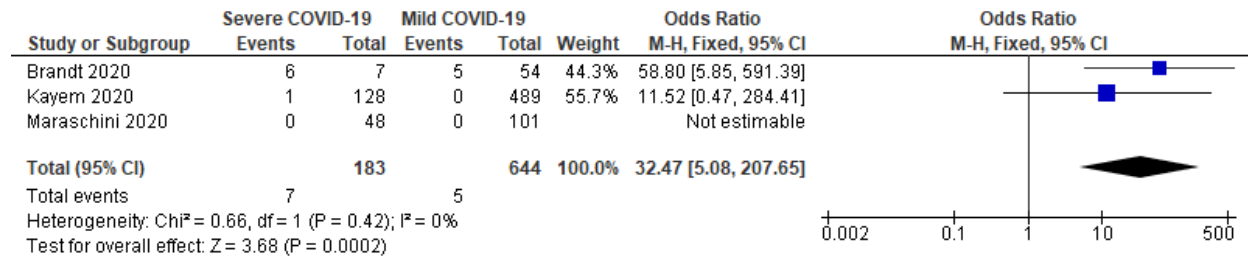 Severe COVID-19 Mild COVID-19 Odds Ratio Odds Ratio
Study or Subgroup Events Total Events Total Weight M-H, Fixed, 95% CI M-H, Fixed, 95% CI
Brandt 2020 6 7 5 54 44.3% 58.80 [5.85, 591.39]
Kayem 2020 1 128 0 489 55.7% 11.52 [0.47, 284.41]
Maraschini 2020 0 48 0 101 Not estimable
Total (95% CI) 183 644 100.0% 32.47 [5.08, 207.65]
Total events 7 5
Heterogeneity: Chi² = 0.66, df = 1 (P = 0.42); I² = 0%
Test for overall effect: Z = 3.68 (P = 0.0002)
0.002 0.1 1 10 500